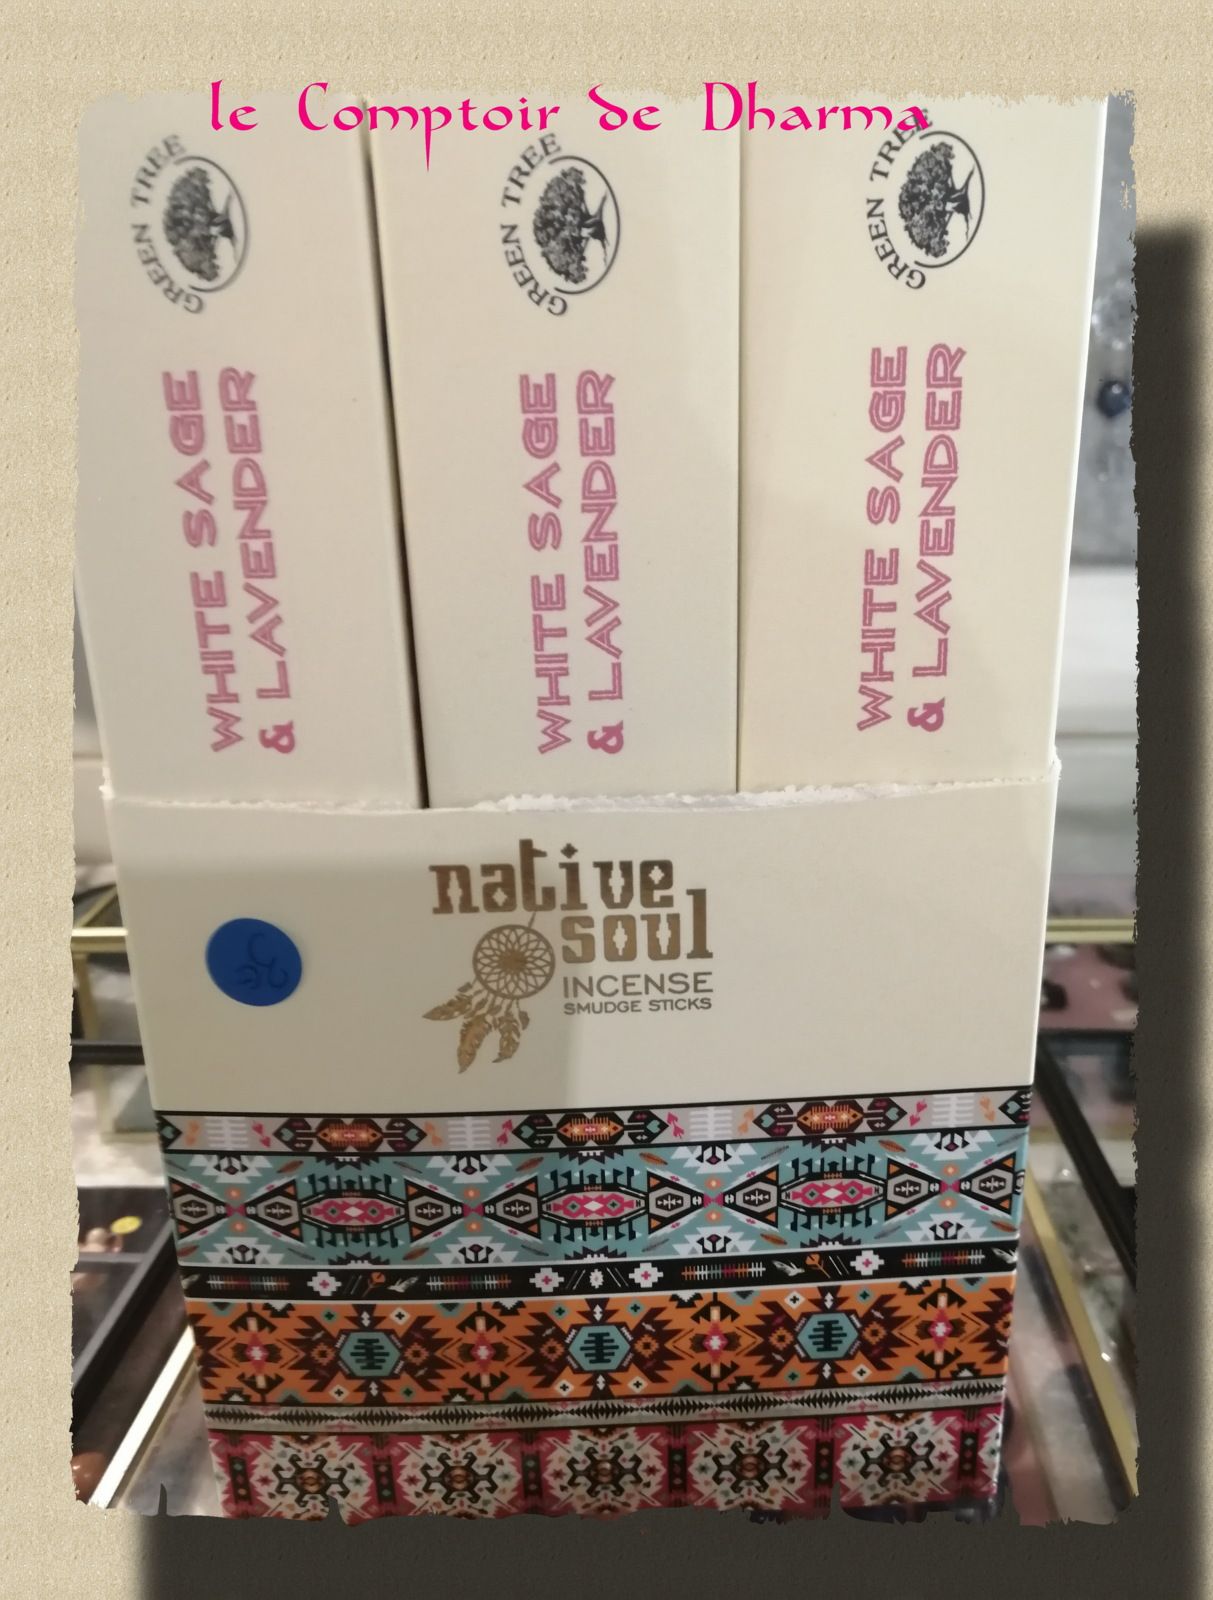 le Comptoir de Dharma
GREEN TREE
WHITE SAGE
& LAVENDER
GREEN TREE
WHITE SAGE
& LAVENDER
GREEN TREE
WHITE SAGE
& LAVENDER
native
soul
INCENSE
SMUDGE STICKS